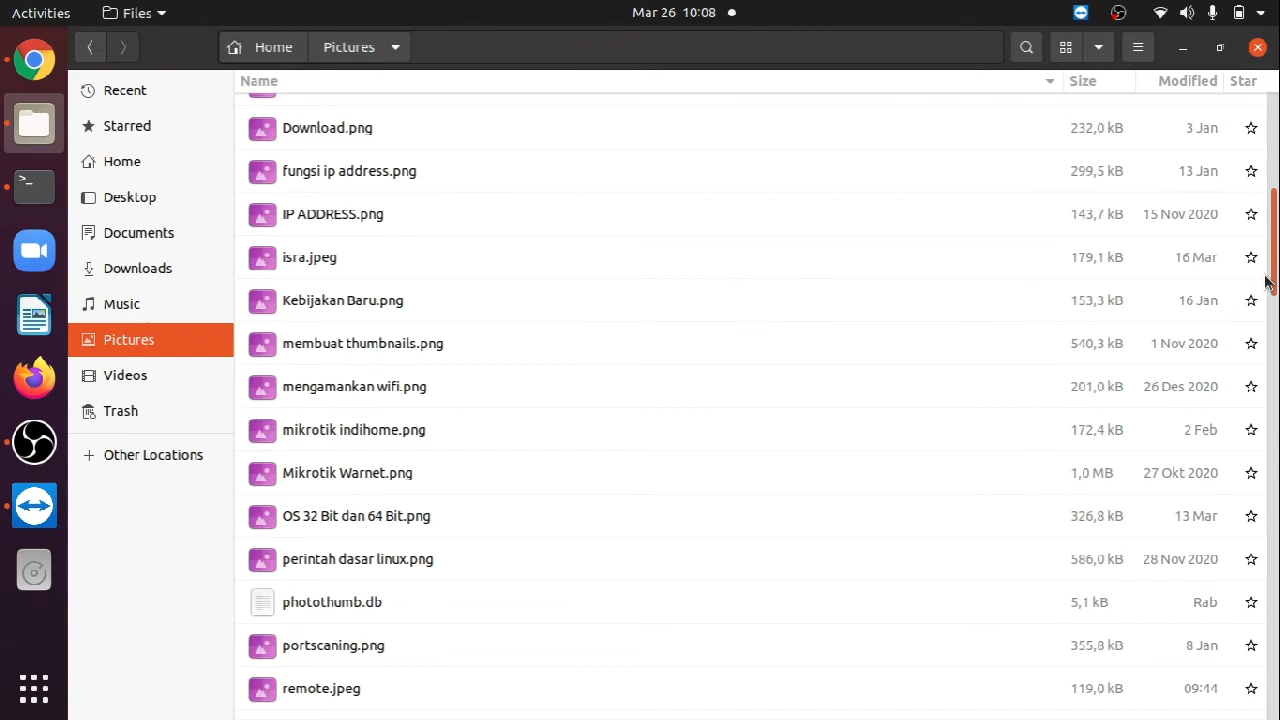 Activities Files Mar 26 10:08
Home Pictures
Name Size Modified Star
Recent
Starred
Home
Desktop
Documents
Downloads
Music
Pictures
Videos
Trash
Other Locations
Download.png 232,0 kB 3 Jan
fungsi ip address.png 299,5 kB 13 Jan
IP ADDRESS.png 143,7 kB 15 Nov 2020
isra.jpeg 179,1 kB 16 Mar
Kebijakan Baru.png 153,3 kB 16 Jan
membuat thumbnails.png 540,3 kB 1 Nov 2020
mengamankan wifi.png 201,0 kB 26 Des 2020
mikrotik indihome.png 172,4 kB 2 Feb
Mikrotik Warnet.png 1,0 MB 27 Okt 2020
OS 32 Bit dan 64 Bit.png 326,8 kB 13 Mar
perintah dasar linux.png 586,0 kB 28 Nov 2020
photothumb.db 5,1 kB Rab
portscaning.png 355,8 kB 8 Jan
remote.jpeg 119,0 kB 09:44